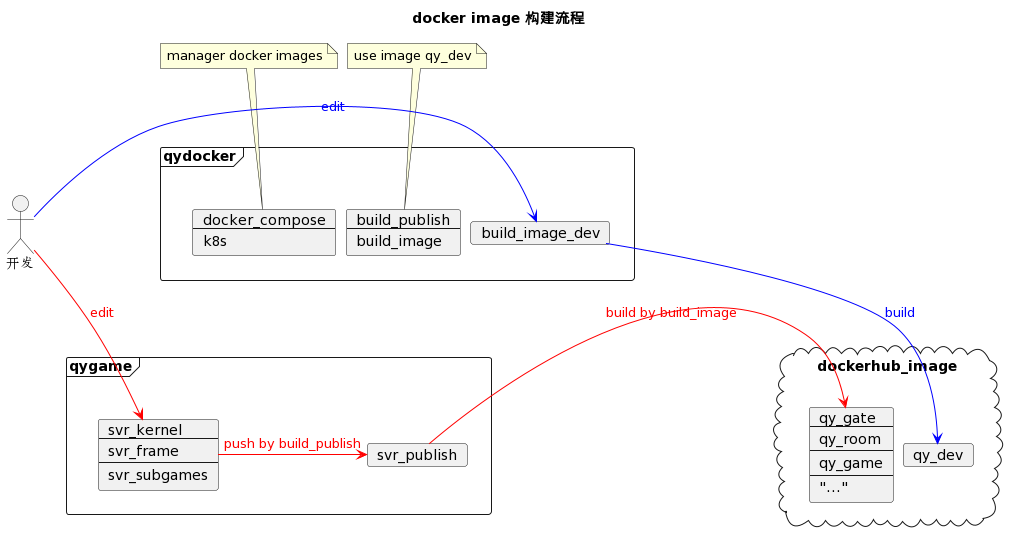 docker image 构建流程
manager docker images
use image qy_dev
edit
qydocker
docker_compose
k8s
build_publish
build_image
build_image_dev
开发
edit
build by build_image
build
qygame
dockerhub_image
svr_kernel
svr_frame
svr_subgames
push by build_publish
svr_publish
qy_gate
qy_room
qy_game
"..."
qy_dev